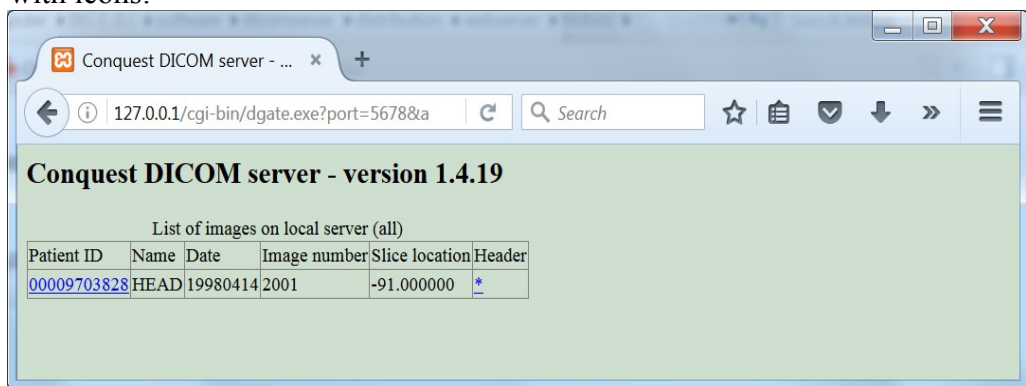 with icons.
Conquest DICOM server - ...
127.0.0.1/cgi-bin/dgate.exe?port=5678&a
Search
Conquest DICOM server - version 1.4.19
List of images on local server (all)
Patient ID Name Date Image number Slice location Header
00009703828 HEAD 19980414 2001 -91.000000 *